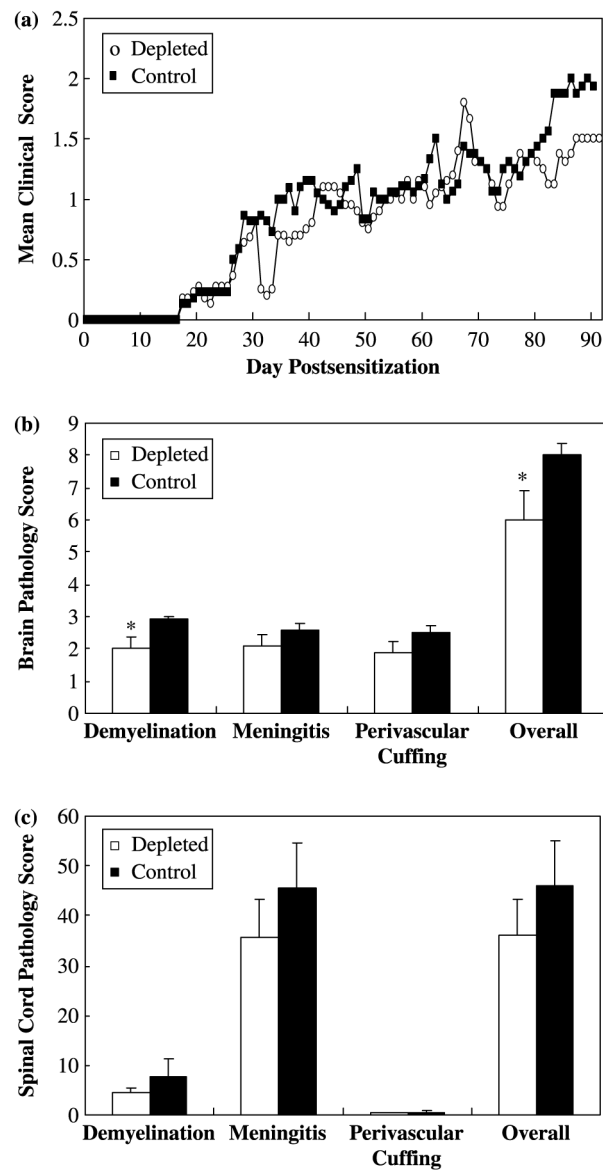 (a)
2.5
2
1.5
1
0.5
0
Mean Clinical Score
Depleted
Control
0 10 20 30 40 50 60 70 80 90
Day Postsensitization
(b)
9
8
7
6
5
4
3
2
1
0
Brain Pathology Score
Depleted
Control
*
*
Demyelination Meningitis Perivascular Overall
Cuffing
(c)
60
50
40
30
20
10
0
Spinal Cord Pathology Score
Depleted
Control
Demyelination Meningitis Perivascular Overall
Cuffing